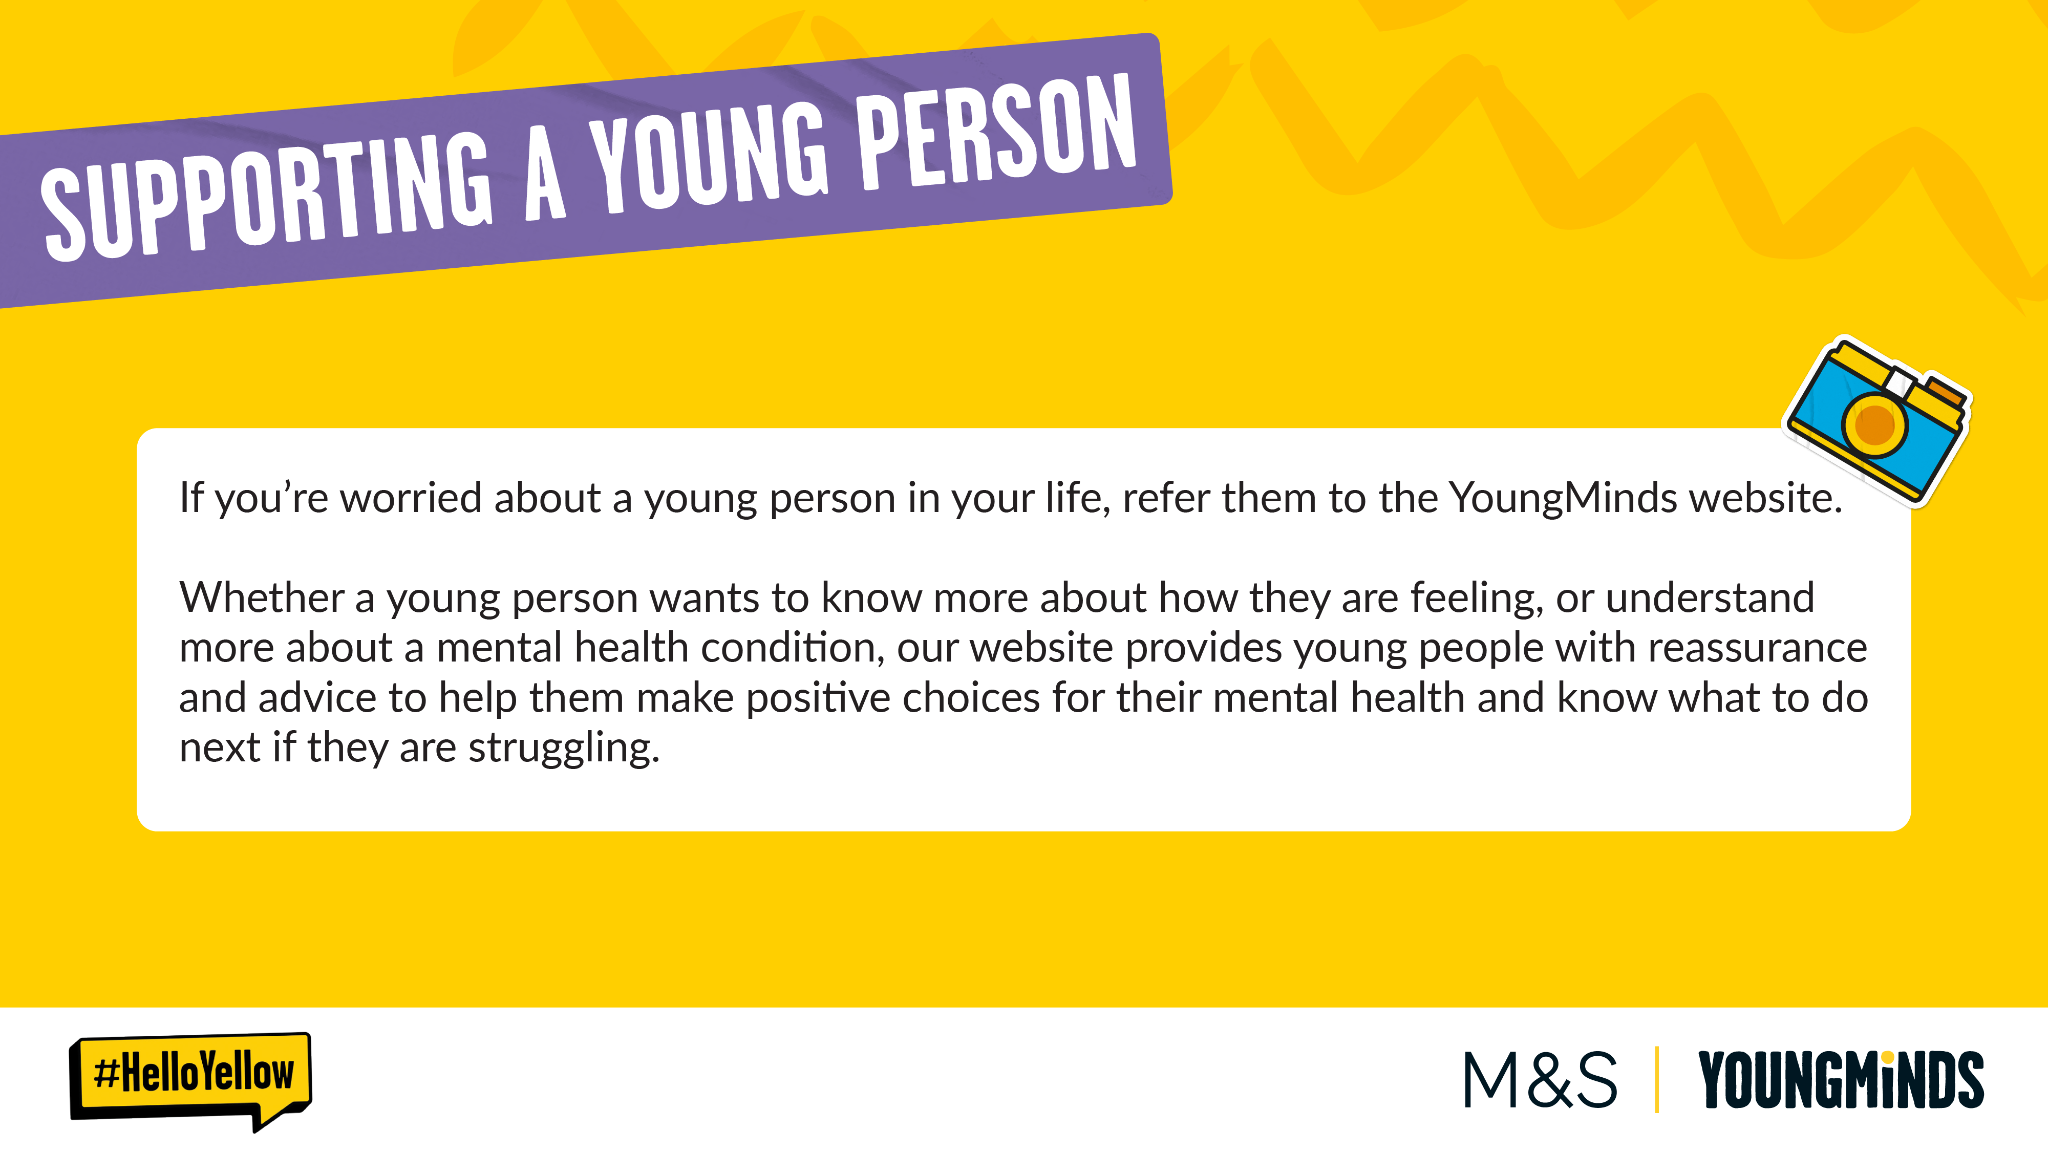 SUPPORTING A YOUNG PERSON
If you’re worried about a young person in your life, refer them to the YoungMinds website.
Whether a young person wants to know more about how they are feeling, or understand
more about a mental health condition, our website provides young people with reassurance
and advice to help them make positive choices for their mental health and know what to do
next if they are struggling.
#HelloYellow
M&S
YOUNGMiNDS